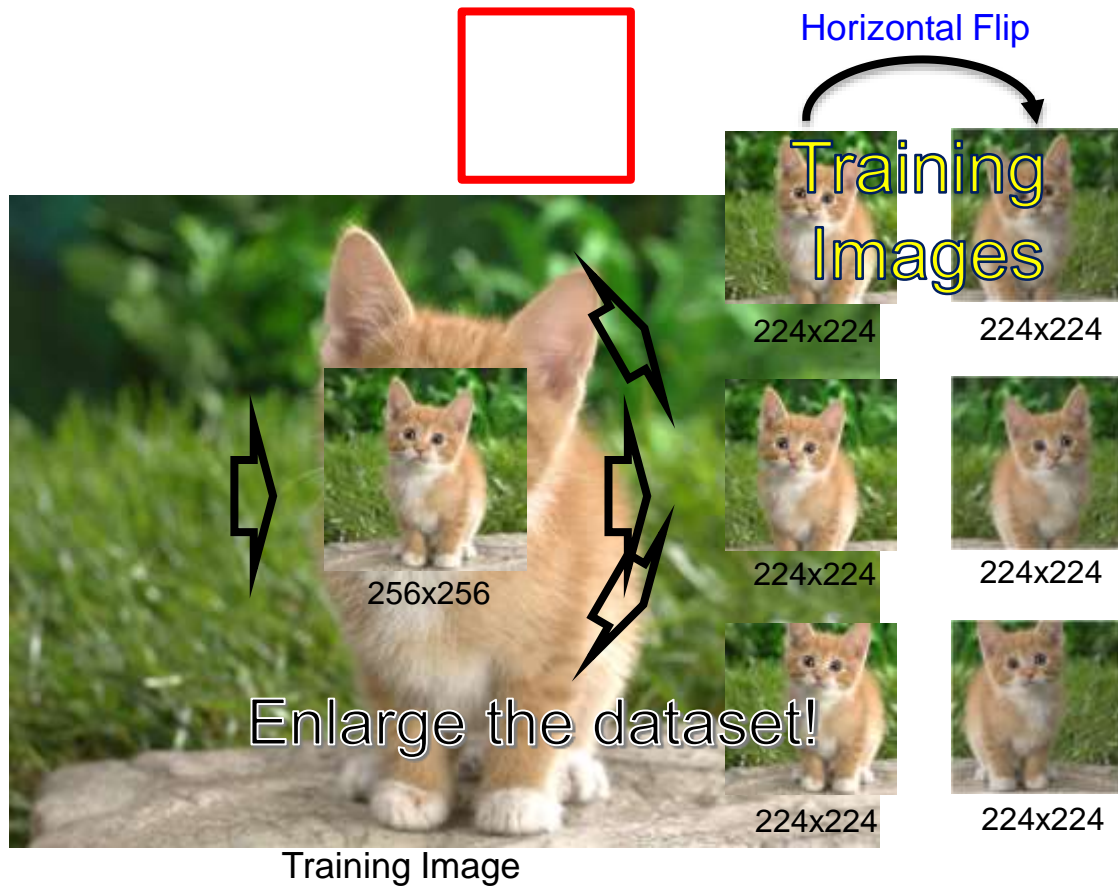 Horizontal Flip
Training
Images
224x224 224x224
256x256
224x224 224x224
Enlarge the dataset!
224x224 224x224
Training Image